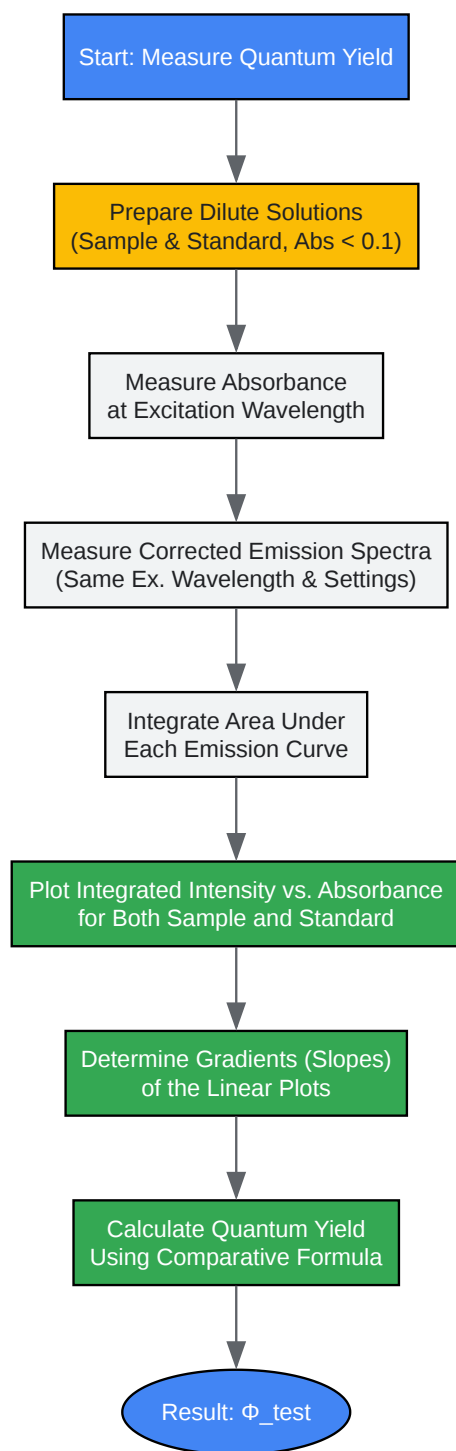 Start: Measure Quantum Yield
Prepare Dilute Solutions
(Sample & Standard, Abs < 0.1)
Measure Absorbance
at Excitation Wavelength
Measure Corrected Emission Spectra
(Same Ex. Wavelength & Settings)
Integrate Area Under
Each Emission Curve
Plot Integrated Intensity vs. Absorbance
for Both Sample and Standard
Determine Gradients (Slopes)
of the Linear Plots
Calculate Quantum Yield
Using Comparative Formula
Result: Φ_test